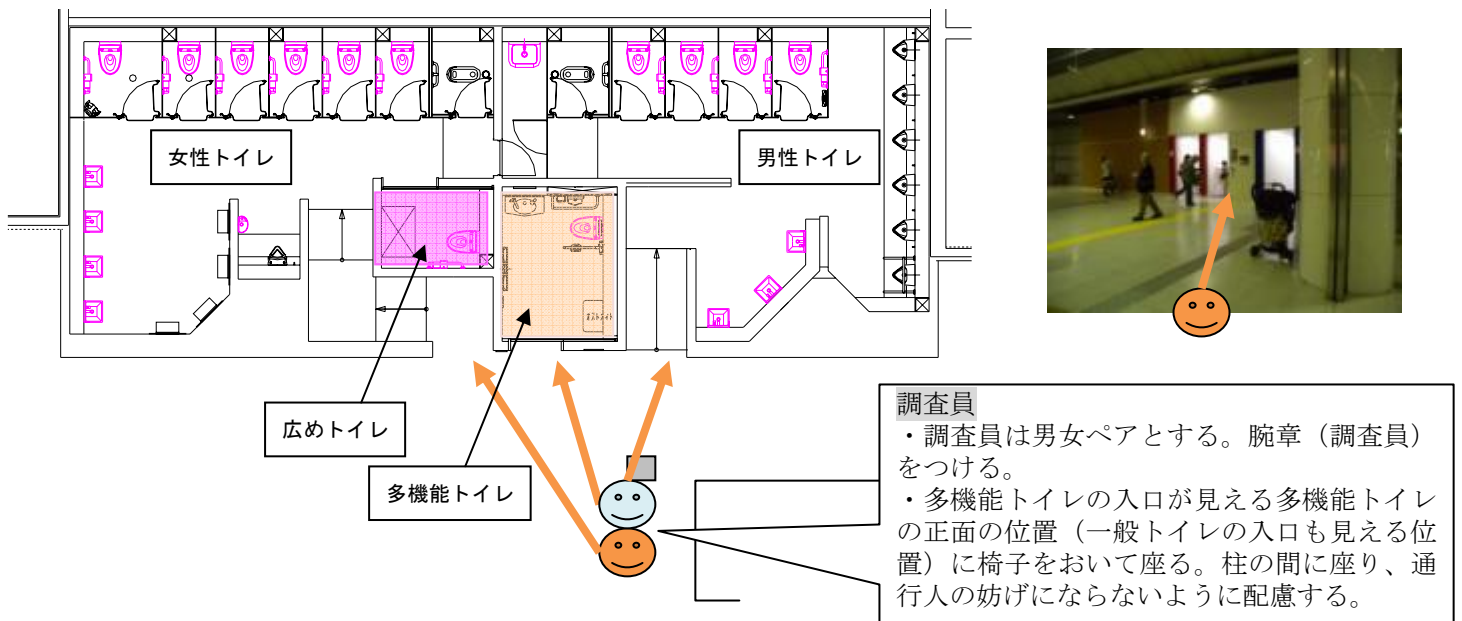 女性トイレ
男性トイレ
広めトイレ
多機能トイレ
調査員
・調査員は男女ペアとする。腕章（調査員）
をつける。
・多機能トイレの入口が見える多機能トイレ
の正面の位置（一般トイレの入口も見える位
置）に椅子をおいて座る。柱の間に座り、通
行人の妨げにならないように配慮する。